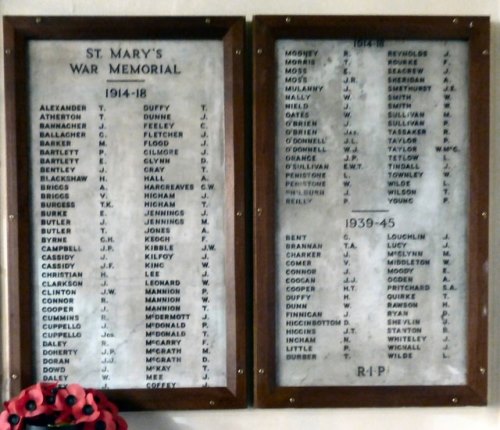 ST. MARY'S
WAR MEMORIAL
1914-18
ALEXANDER T.
ATHERTON T.
BANNACHER J.
BALLAGHER C.
BARKER M.
BARTLETT P.
BARTLETT E.
BENTLEY J.
BLACKSHAW H.
BRIGGS A.
BRIGGS V.
BURGESS T.K.
BURKE E.
BUTLER J.
BUTLER T.
BYRNE C.H.
CAMPBELL J.P.
CASSIDY J.
CASSIDY J.F.
CHRISTIAN H.
CLARKSON J.
CLINTON J.W.
CONNOR R.
COOPER J.
CUMMINS R.
CUPPELLO J.
CUPPELLO Jos.
DALEY R.
DOHERTY J.P.
DORAN J.J.
DOWD J.
DALEY W.
DUFFY T.
DUNNE J.
FEELEY C.
FLETCHER J.
FLOOD J.
GILMORE J.
GLYNN D.
GRAY T.
HALL A.
HARGREAVES C.W.
HIGHAM J.
HIGHAM T.
JENNINGS J.
JENNINGS M.
JONES A.
KEOGH F.
KIBBLE J.W.
KILFOY J.
KING W.
LEE J.
LEONARD W.
MANNION P.
MANNION W.
MANNION T.
McDERMOTT J.
McDONALD P.
McDONALD T.
McGARRY F.
McGRATH M.
McGRATH D.
McKAY T.
MEE J.
COFFEY J.
1914-18
MOONEY R.
MORRIS T.
MOSS E.
MOSS J.R.
MULANNY J.
NALLY W.
NIELD J.
OATES W.
O'BRIEN J.
O'BRIEN Jas.
O'DONNELL J.L.
O'DONNELL W.J.
ORANCE J.P.
O'SULLIVAN E.W.T.
PENISTONE L.
PENISTONE W.
PHILBURN J.
REILLY P.
REYNOLDS J.
ROURKE F.
SEACREW J.
SHERIDAN A.
SMETHURST J.E.
SMITH W.
SMITH J.
SULLIVAN M.
SULLIVAN P.
TABBAKER R.
TAYLOR M.
TAYLOR W.McG.
TETLOW L.
TINDALL J.
TOWNLEY W.
WILDE L.
WILSON T.
YOUNG P.
1939-45
BENT G.
BRANNAN T.A.
CHARKER J.
COMER V.
CONNOR J.
COOGAN J.J.
COOPER H.T.
DUFFY H.
DUNN W.
FINNIGAN J.
HIGGINBOTTOM D.
HIGGINS J.T.
INGHAM N.
LITTLE P.
DURBER T.
LOUGHLIN J.
LUCY J.
McGLYNN M.
MIDDLETON W.
MOODY E.
OGDEN A.
PRITCHARD S.A.
QUIRKE T.
RAWSON H.
RYAN D.
SHEVLIN J.
STANTON R.
WHITELEY J.
WIGNALL J.
WILDE L.
R.I.P